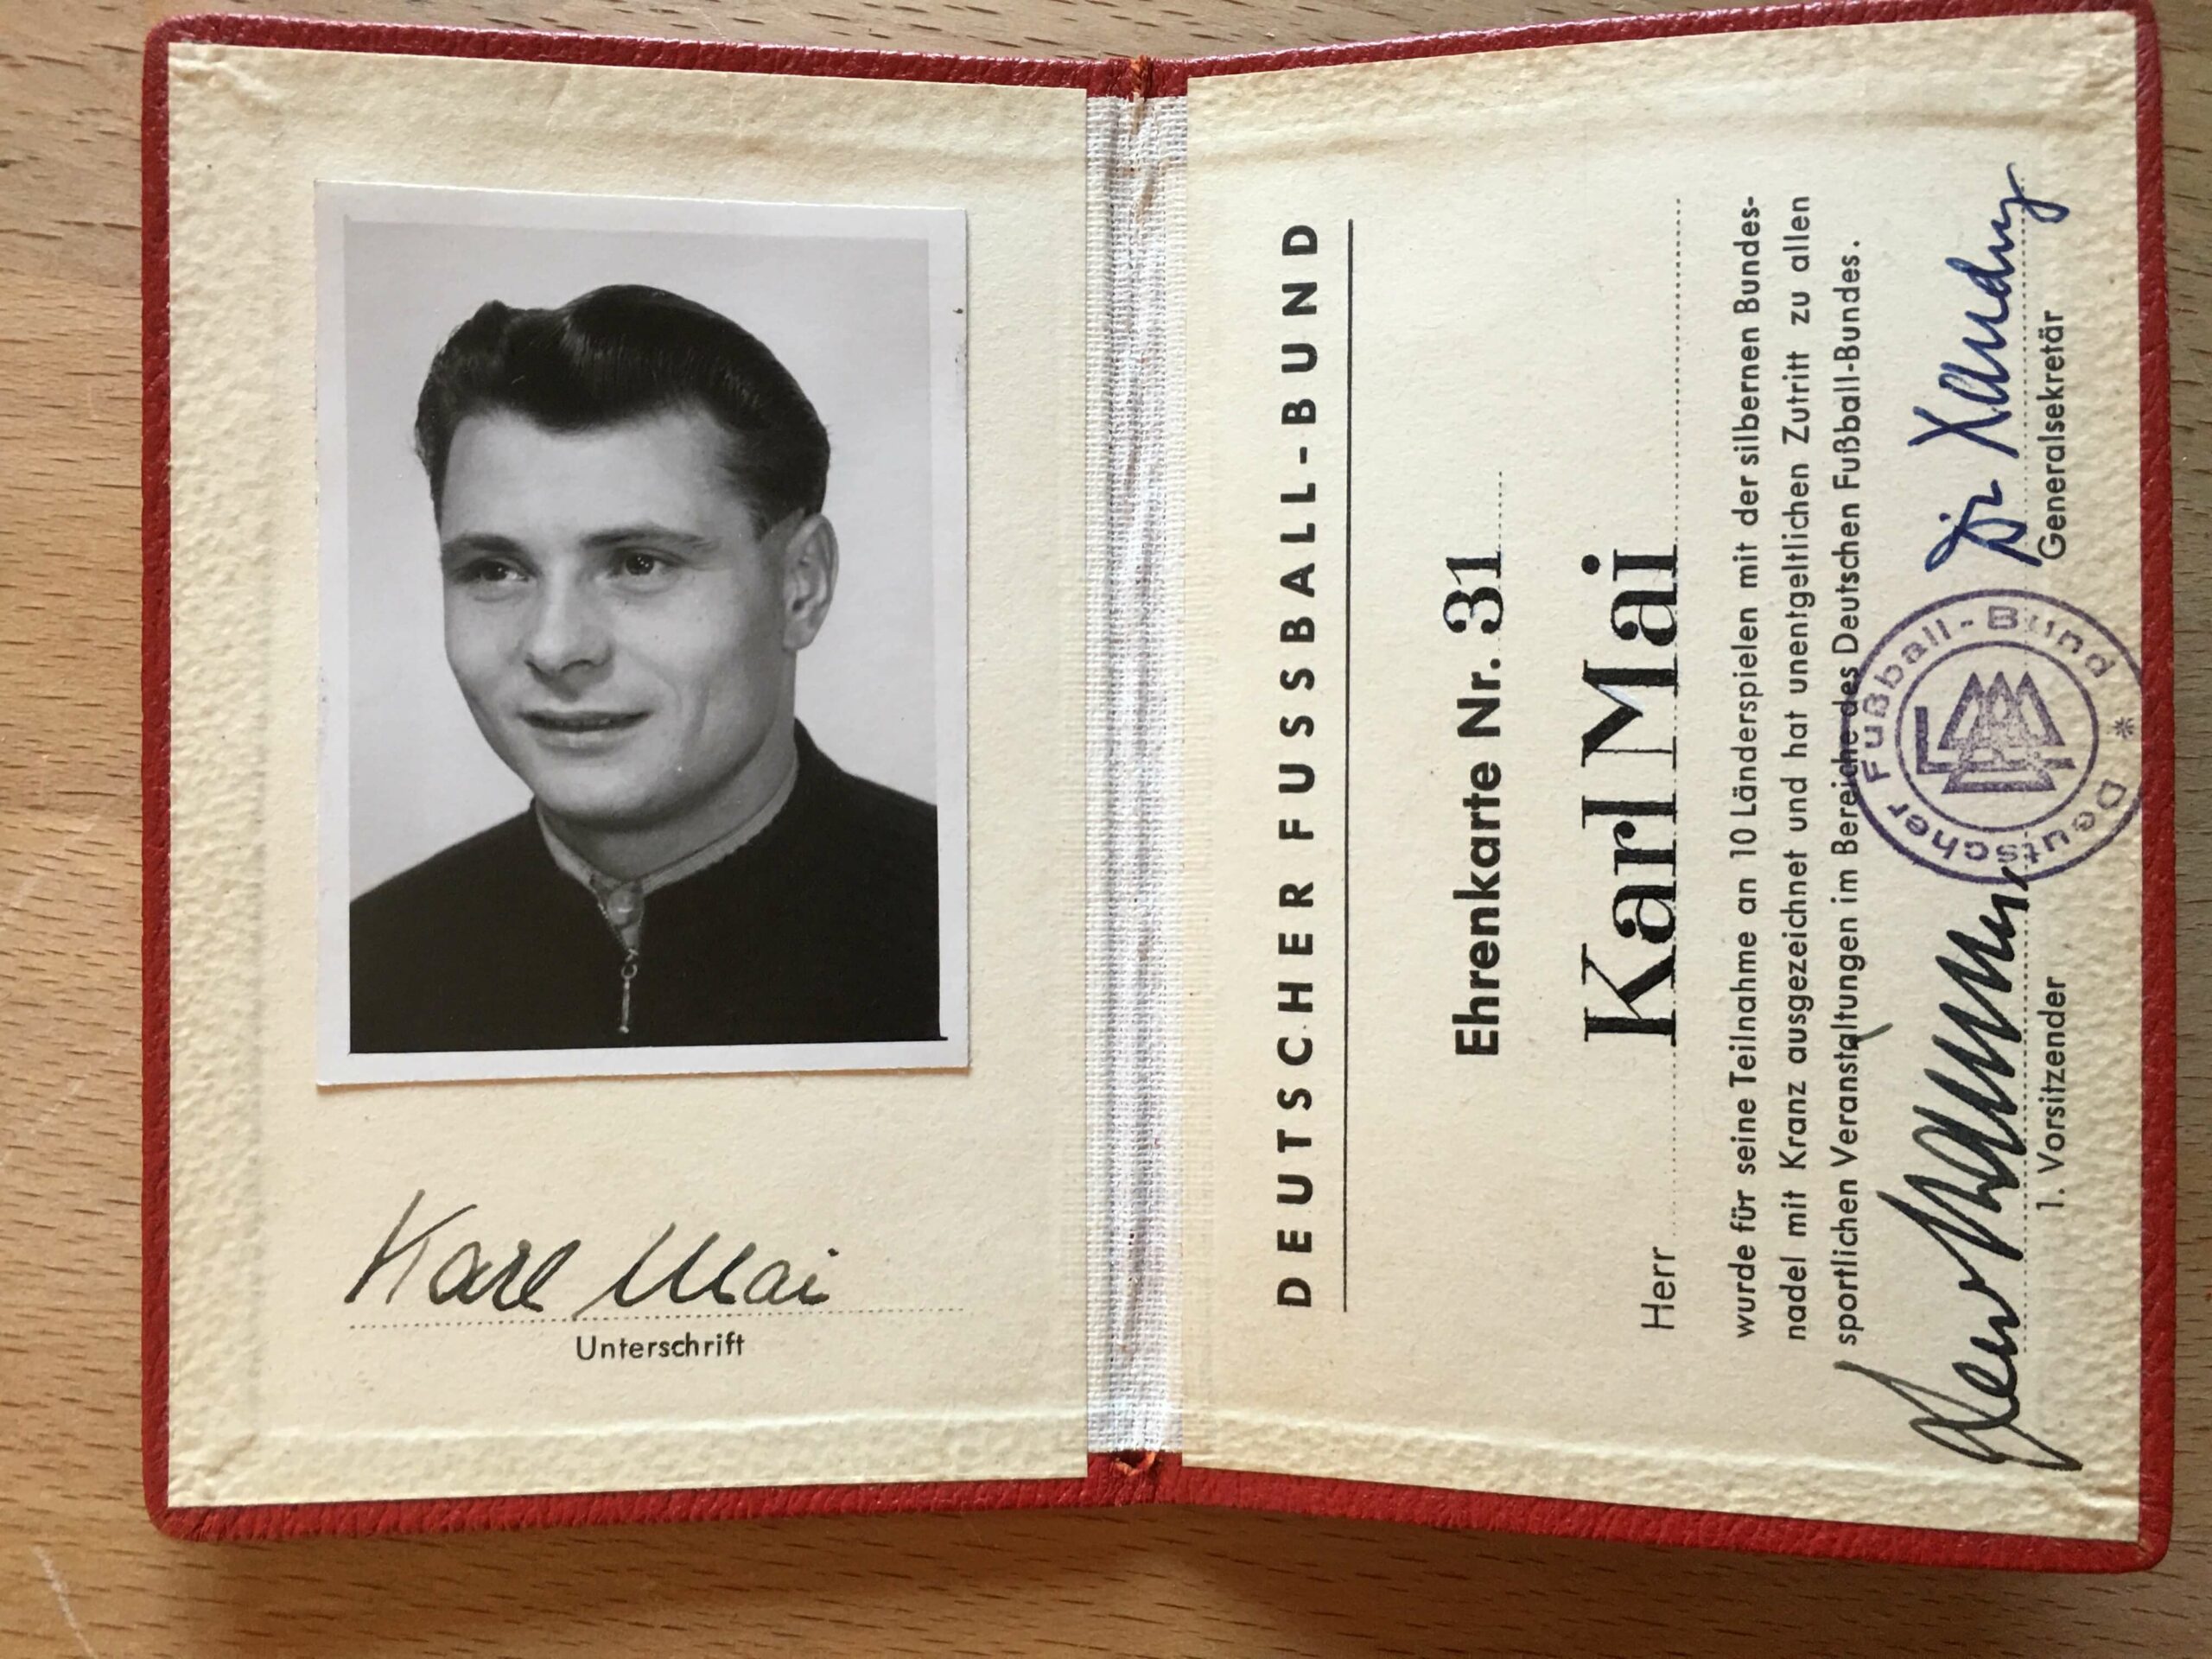 Karl Mai
Unterschrift
DEUTSCHER FUSSBALL-BUND
Ehrenkarte Nr. 31
Herr Karl Mai
wurde für seine Teilnahme an 10 Länderspielen mit der silbernen Bundes-
nadel mit Kranz ausgezeichnet und hat unentgeltlichen Zutritt zu allen
sportlichen Veranstaltungen im Bereiche des Deutschen Fußball-Bundes.
Dr
1. Vorsitzender
Generalsekretär
Deutscher Fußball-Bund *